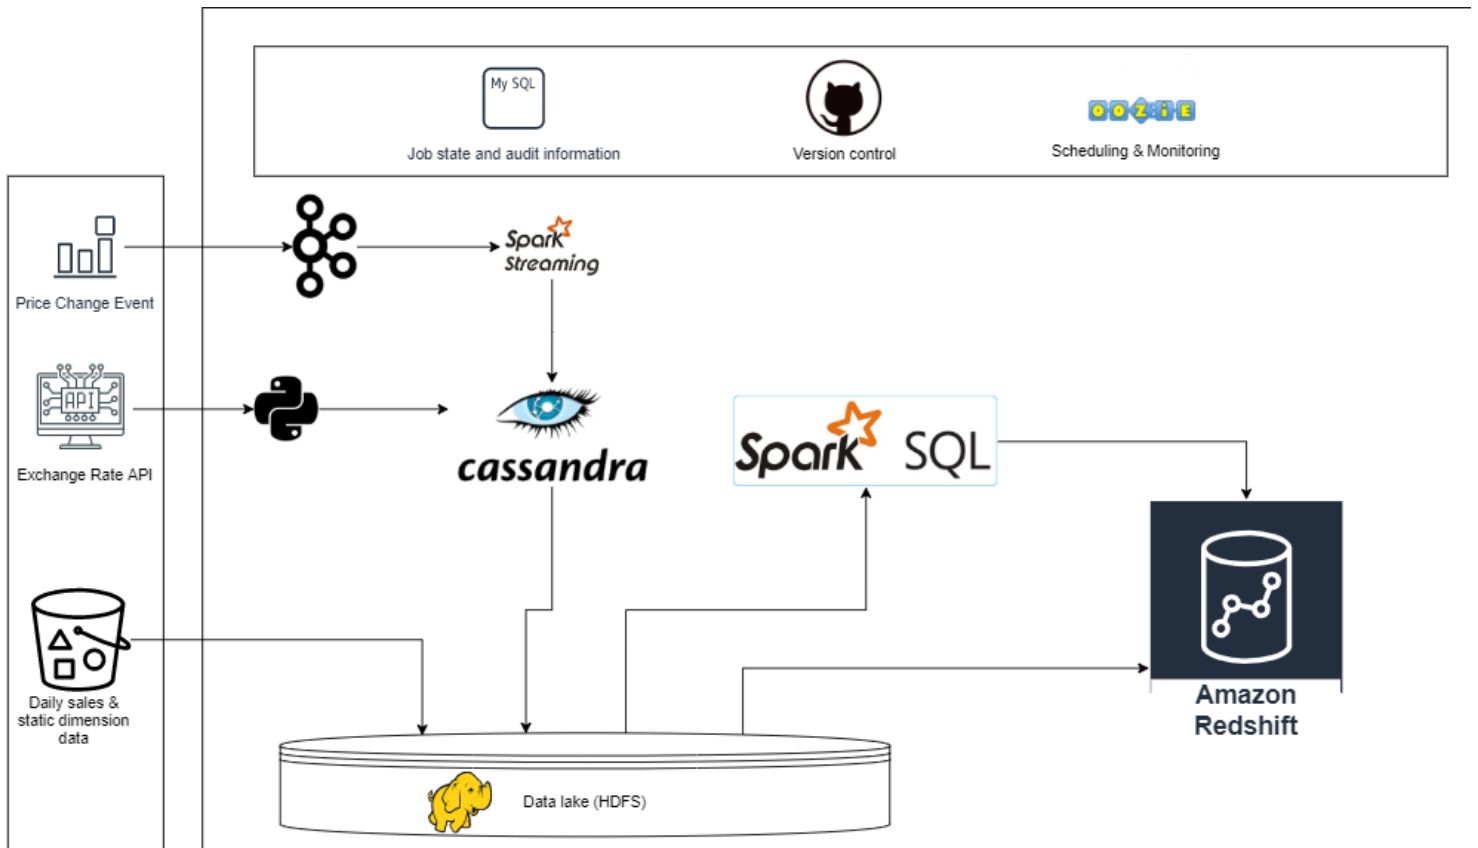 My SQL
Job state and audit information
Version control
OOZiE
Scheduling & Monitoring
Price Change Event
Spark
Streaming
API
Exchange Rate API
cassandra
Spark SQL
Daily sales &
static dimension
data
Amazon
Redshift
Data lake (HDFS)